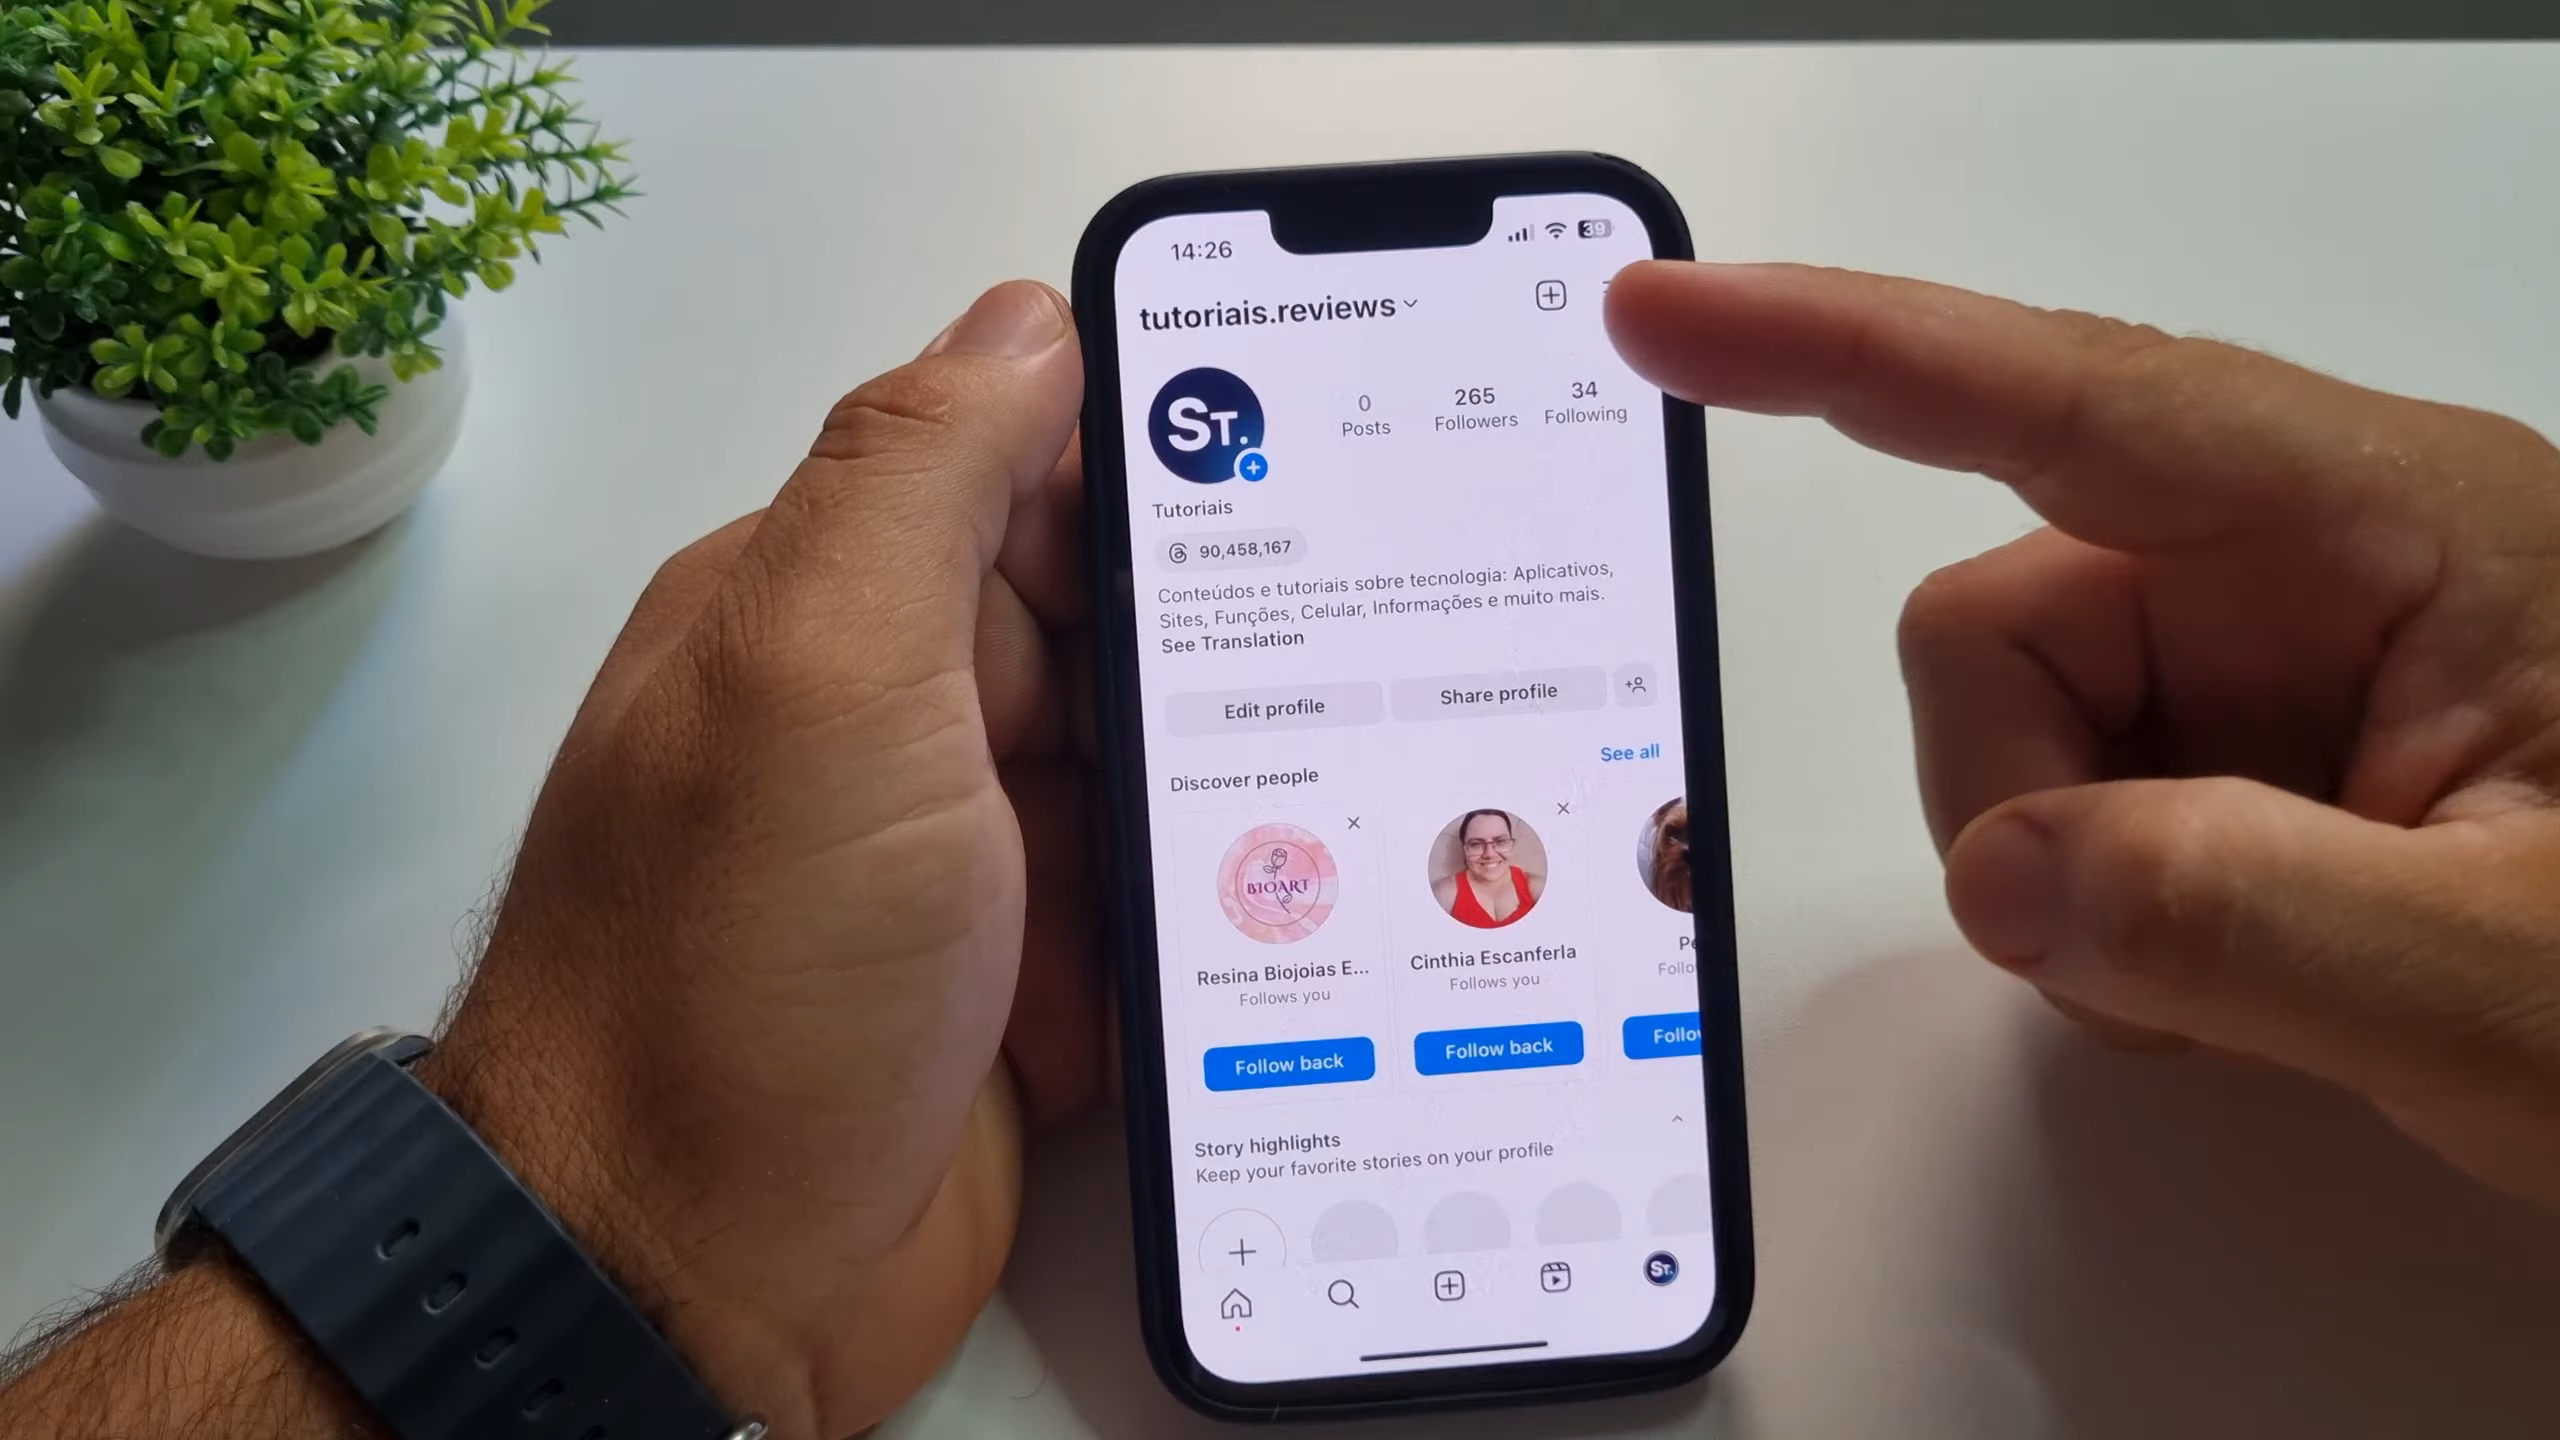 14:26
39
tutoriais.reviews
ST.
0
Posts
265
Followers
34
Following
Tutoriais
90,458,167
Conteúdos e tutoriais sobre tecnologia: Aplicativos,
Sites, Funções, Celular, Informações e muito mais.
See Translation
Edit profile
Share profile
See all
Discover people
BIOART
Resina Biojoias E...
Follows you
Follow back
Cinthia Escanferla
Follows you
Follow back
Story highlights
Keep your favorite stories on your profile
ST.